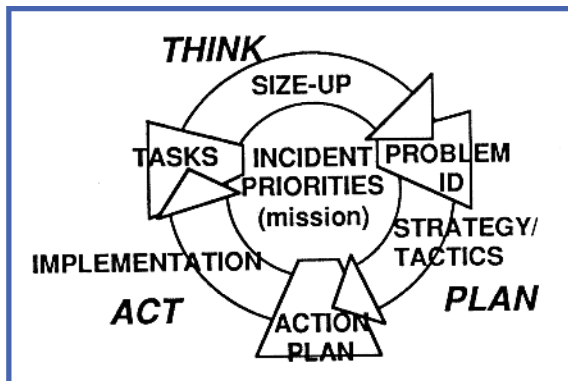 THINK
SIZE-UP
TASKS
INCIDENT
PRIORITIES
(mission)
PROBLEM
ID
STRATEGY/
TACTICS
IMPLEMENTATION
ACT
PLAN
ACTION
PLAN